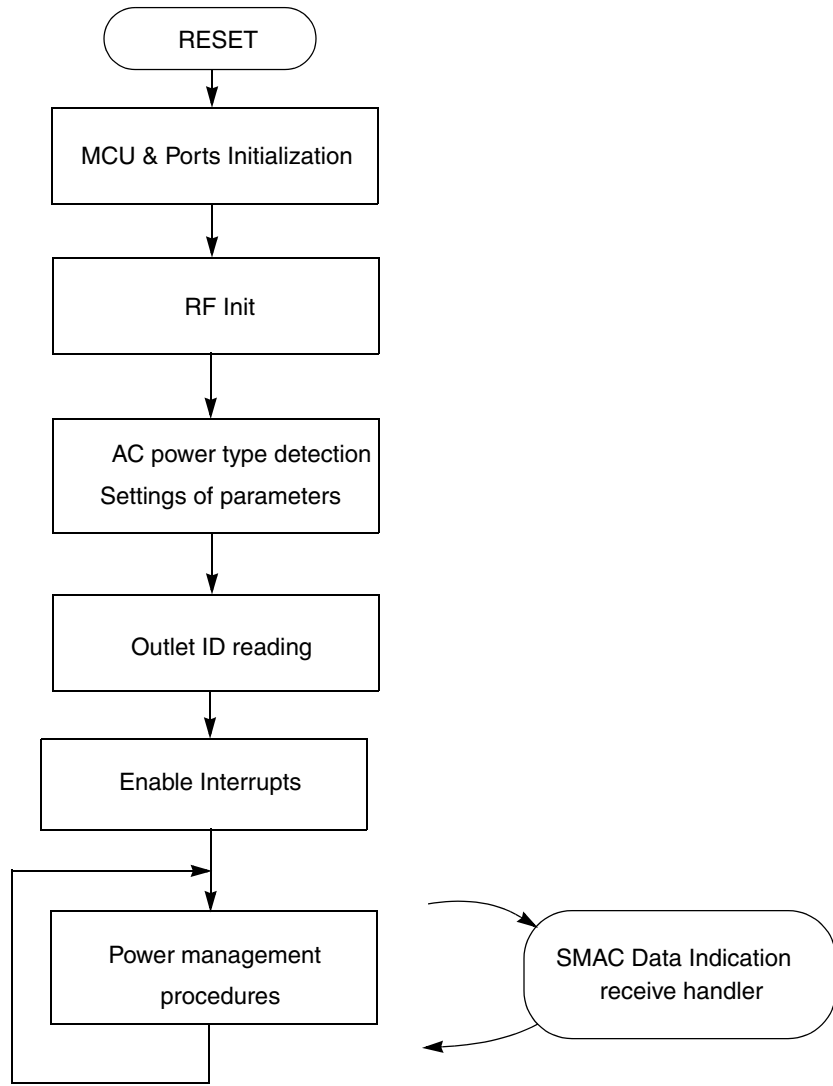 RESET
MCU & Ports Initialization
RF Init
AC power type detection
Settings of parameters
Outlet ID reading
Enable Interrupts
Power management
procedures
SMAC Data Indication
receive handler